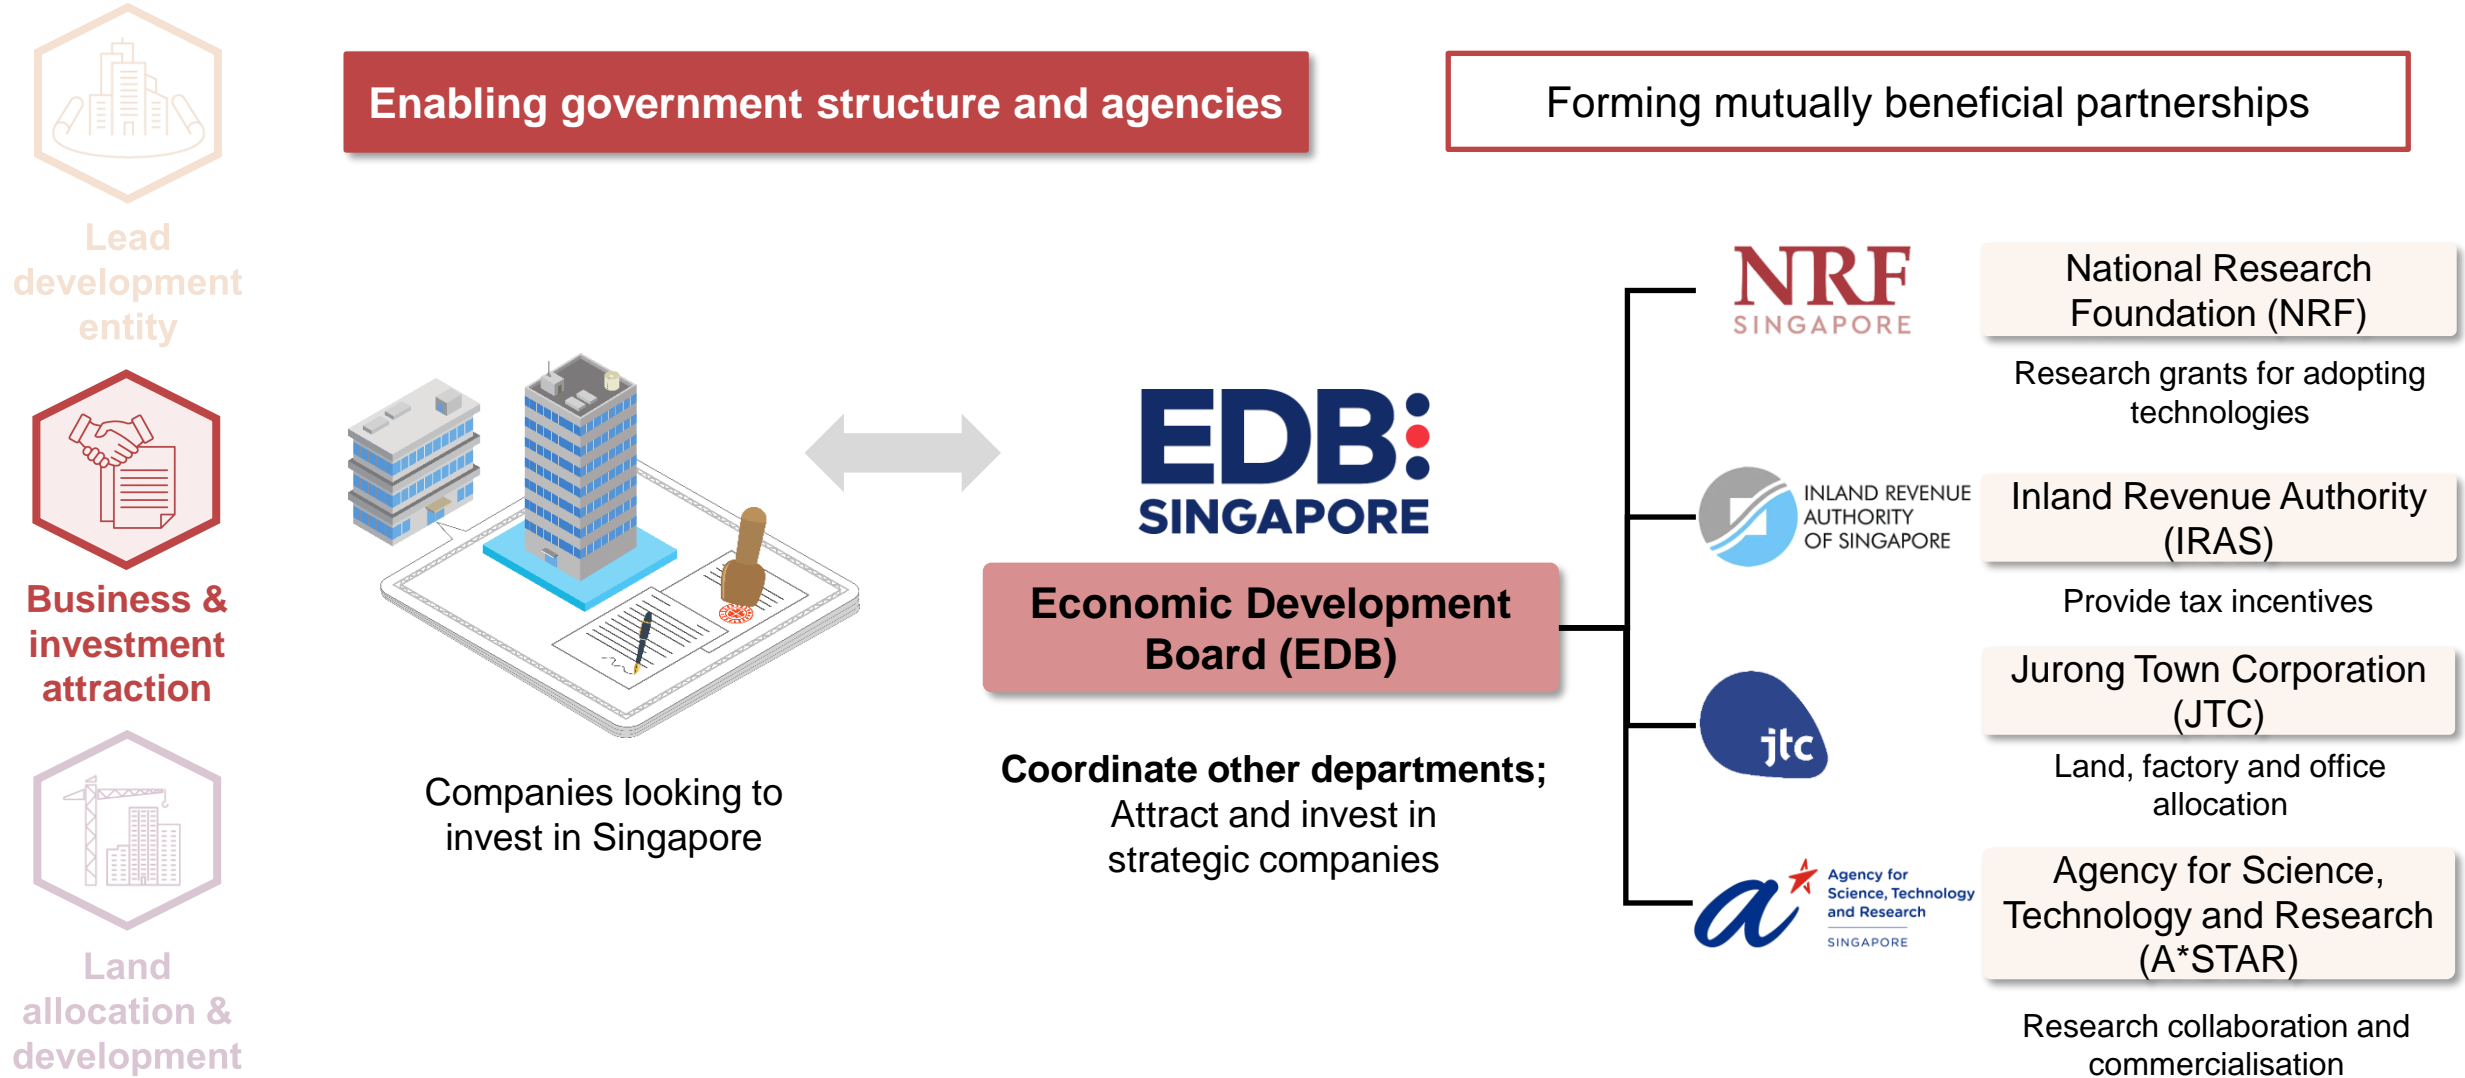 Enabling government structure and agencies
Forming mutually beneficial partnerships
Lead
development
entity
Business &
investment
attraction
Land
allocation &
development
Companies looking to
invest in Singapore
EDB
SINGAPORE
Economic Development
Board (EDB)
Coordinate other departments;
Attract and invest in
strategic companies
NRF
SINGAPORE
National Research
Foundation (NRF)
Research grants for adopting
technologies
INLAND REVENUE
AUTHORITY
OF SINGAPORE
Inland Revenue Authority
(IRAS)
Provide tax incentives
jtc
Jurong Town Corporation
(JTC)
Land, factory and office
allocation
a
Agency for
Science, Technology
and Research
SINGAPORE
Agency for Science,
Technology and Research
(A*STAR)
Research collaboration and
commercialisation